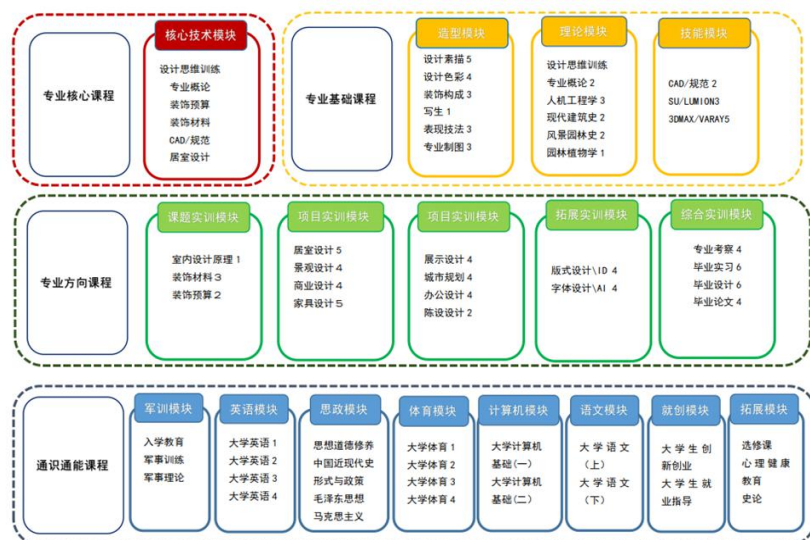 专业核心课程
核心技术模块
设计思维训练
专业概论
装饰预算
装饰材料
CAD/规范
居室设计
专业基础课程
造型模块
设计素描 5
设计色彩 4
装饰构成 3
写生 1
表现技法 3
专业制图 3
理论模块
设计思维训练
专业概论 2
人机工程学 3
现代建筑史 2
风景园林史 2
园林植物学 1
技能模块
CAD/规范 2
SU/LUMION3
3DMAX/VARAY5
专业方向课程
课题实训模块
室内设计原理 1
装饰材料 3
装饰预算 2
项目实训模块
居室设计 5
景观设计 4
商业设计 4
家具设计 5
项目实训模块
展示设计 4
城市规划 4
办公设计 4
陈设设计 2
拓展实训模块
版式设计\ID 4
字体设计\AI 4
综合实训模块
专业考察 4
毕业实习 6
毕业设计 6
毕业论文 4
通识通能课程
军训模块
入学教育
军事训练
军事理论
英语模块
大学英语 1
大学英语 2
大学英语 3
大学英语 4
思政模块
思想道德修养
中国近现代史
形式与政策
毛泽东思想
马克思主义
体育模块
大学体育 1
大学体育 2
大学体育 3
大学体育 4
计算机模块
大学计算机
基础(一)
大学计算机
基础(二)
语文模块
大学语文
（上）
大学语文
（下）
就创模块
大学生创
新创业
大学生就
业指导
拓展模块
选修课
心理健康
教育
史论